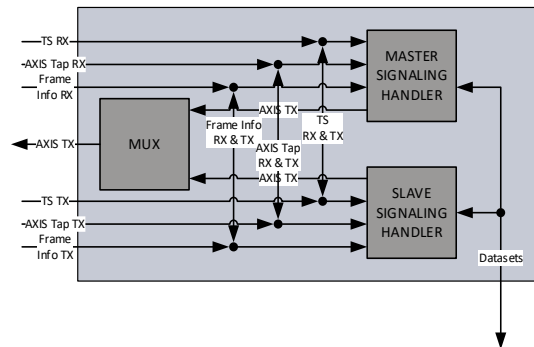 TS RX
AXIS Tap RX
Frame
Info RX
MASTER
SIGNALING
HANDLER
AXIS TX
Frame Info
RX & TX
TS
RX & TX
AXIS TX
MUX
AXIS Tap
RX & TX
AXIS TX
TS TX
AXIS Tap TX
Frame
Info TX
SLAVE
SIGNALING
HANDLER
Datasets